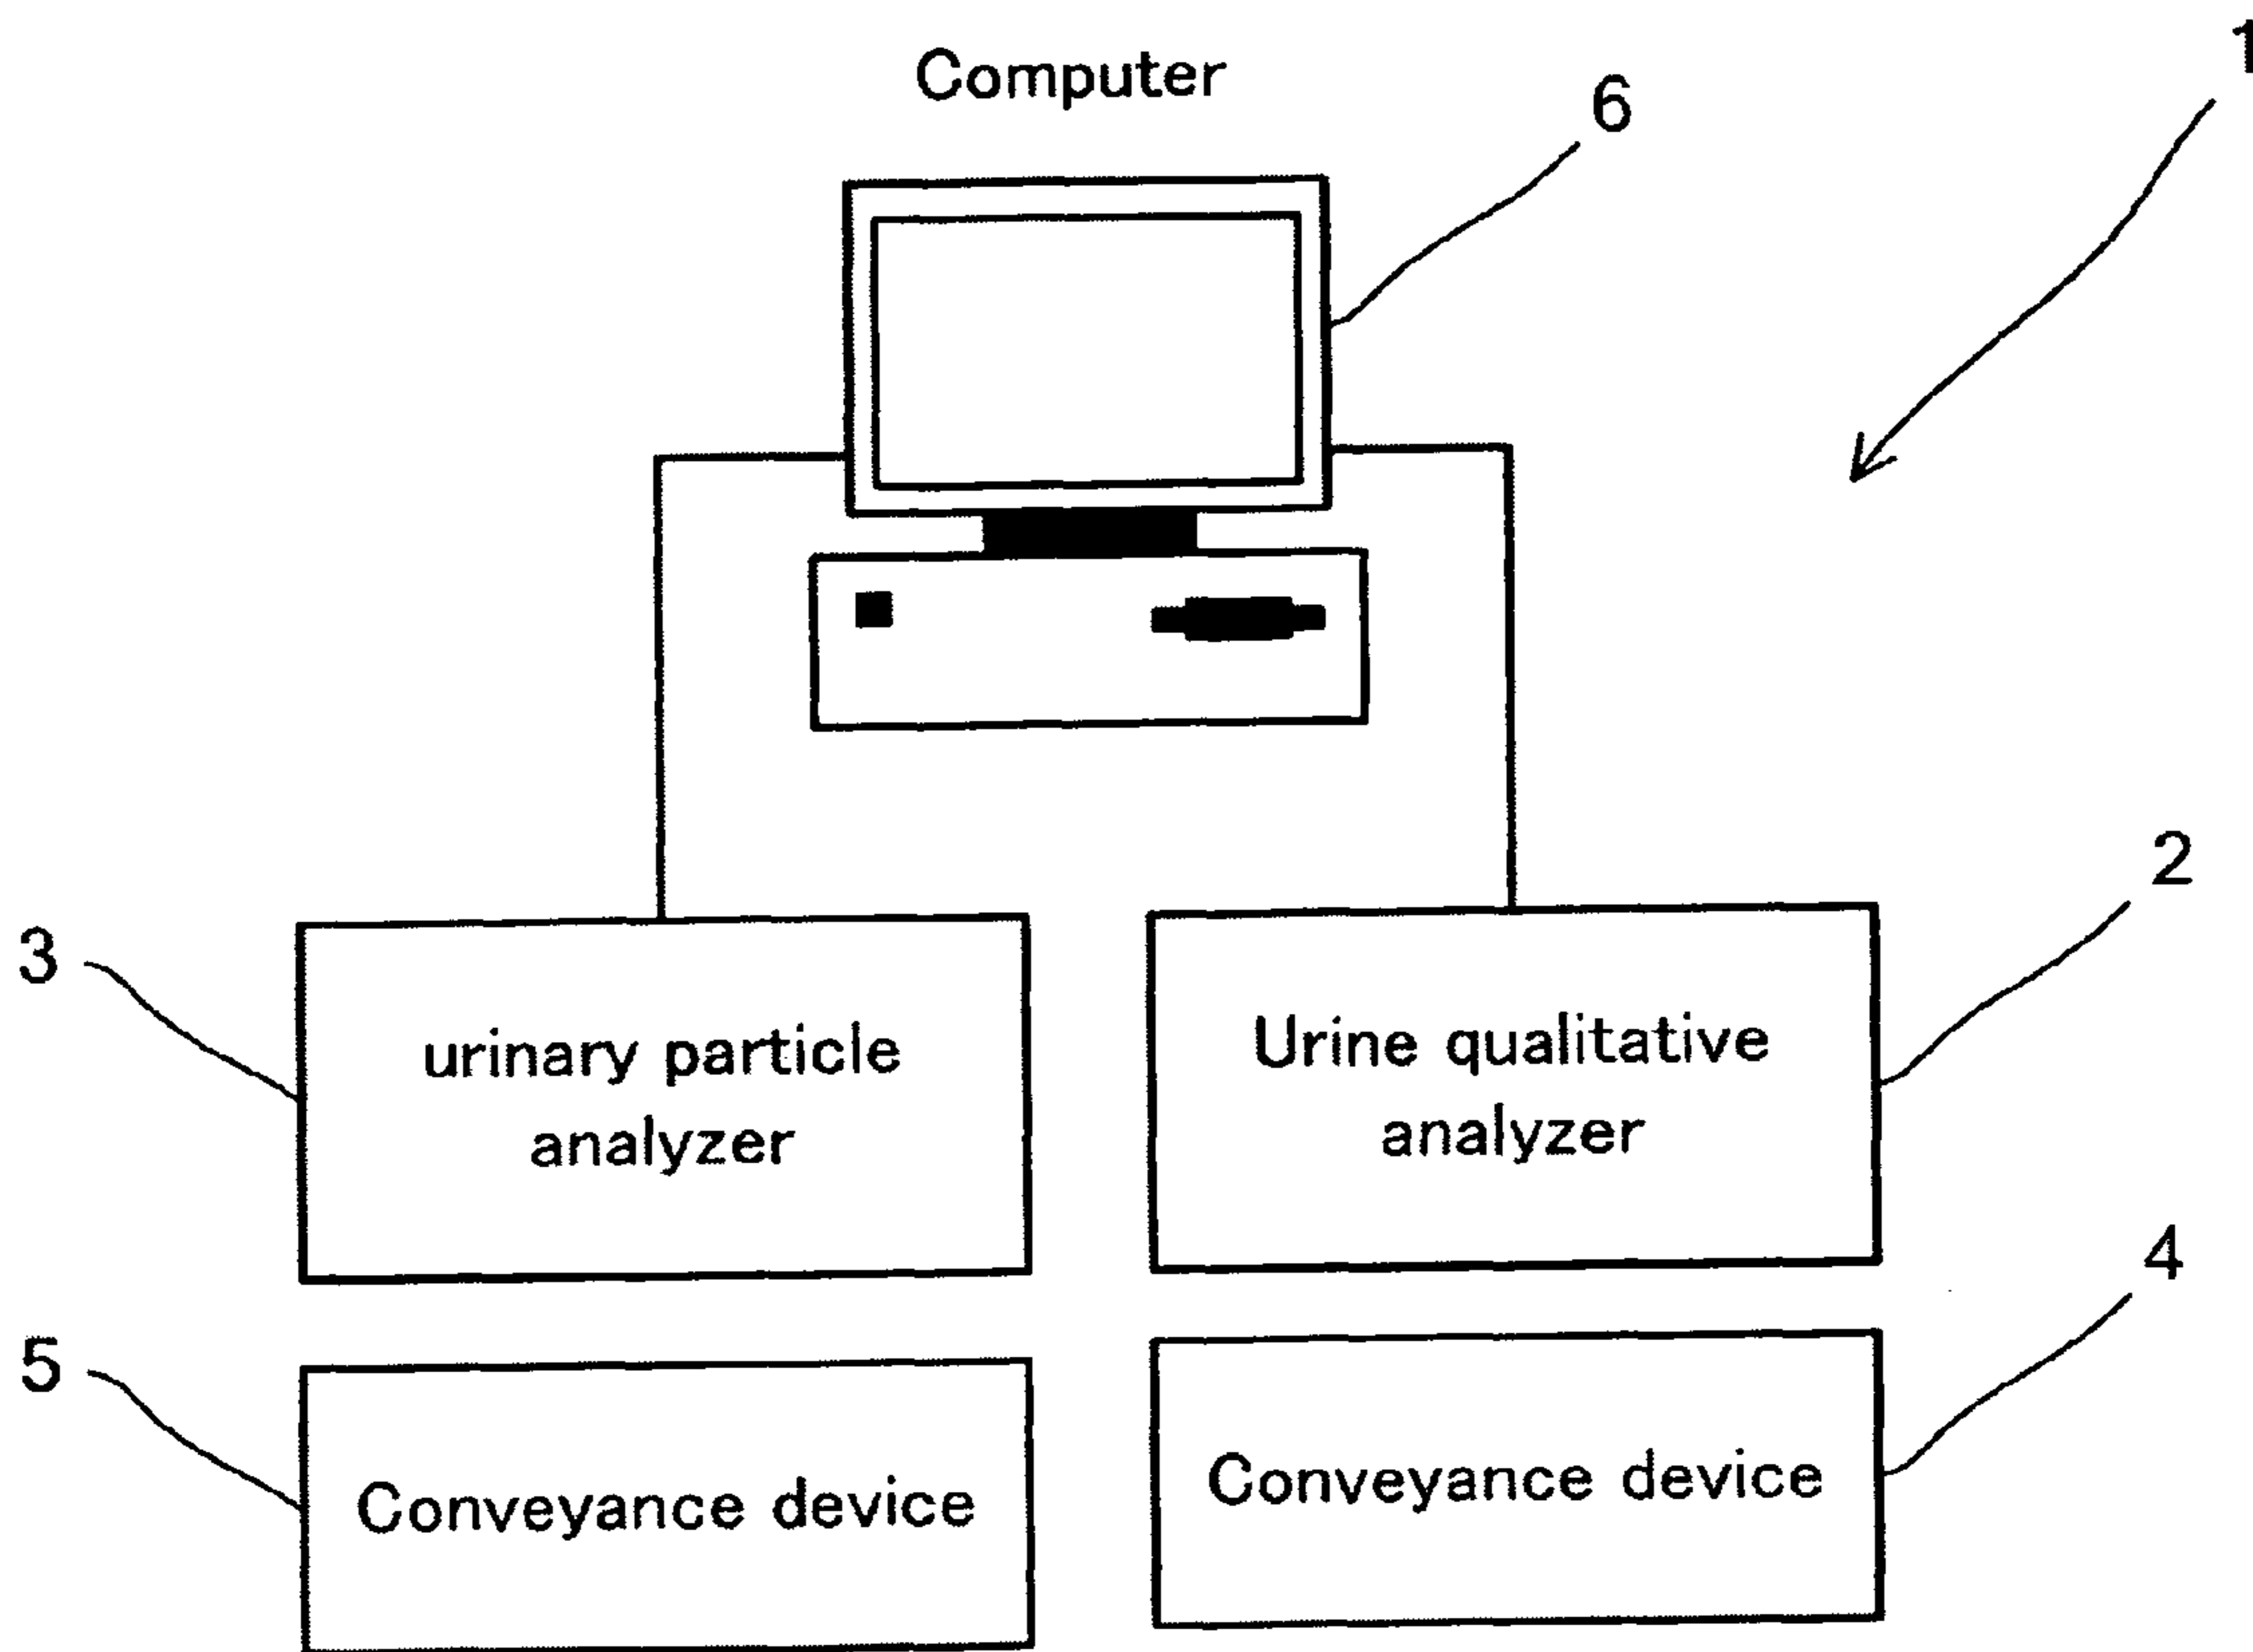 1
Computer
6
2
3
urinary particle
analyzer
Urine qualitative
analyzer
4
5
Conveyance device
Conveyance device